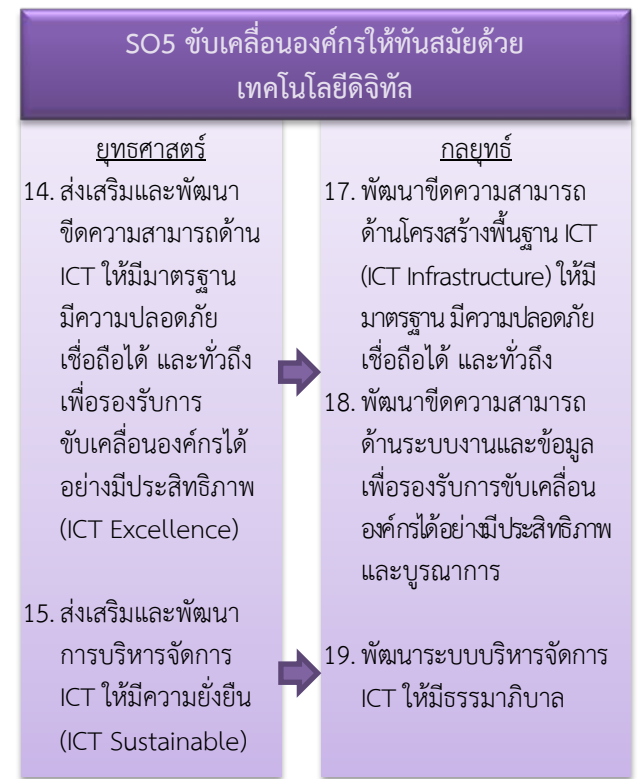 SO5 ขับเคลื่อนองค์กรให้ทันสมัยด้วย
เทคโนโลยีดิจิทัล
ยุทธศาสตร์
14. ส่งเสริมและพัฒนา
ขีดความสามารถด้าน
ICT ให้มีมาตรฐาน
มีความปลอดภัย
เชื่อถือได้ และทั่วถึง
เพื่อรองรับการ
ขับเคลื่อนองค์กรได้
อย่างมีประสิทธิภาพ
(ICT Excellence)
15. ส่งเสริมและพัฒนา
การบริหารจัดการ
ICT ให้มีความยั่งยืน
(ICT Sustainable)
กลยุทธ์
17. พัฒนาขีดความสามารถ
ด้านโครงสร้างพื้นฐาน ICT
(ICT Infrastructure) ให้มี
มาตรฐาน มีความปลอดภัย
เชื่อถือได้ และทั่วถึง
18. พัฒนาขีดความสามารถ
ด้านระบบงานและข้อมูล
เพื่อรองรับการขับเคลื่อน
องค์กรได้อย่างมีประสิทธิภาพ
และบูรณาการ
19. พัฒนาระบบบริหารจัดการ
ICT ให้มีธรรมาภิบาล